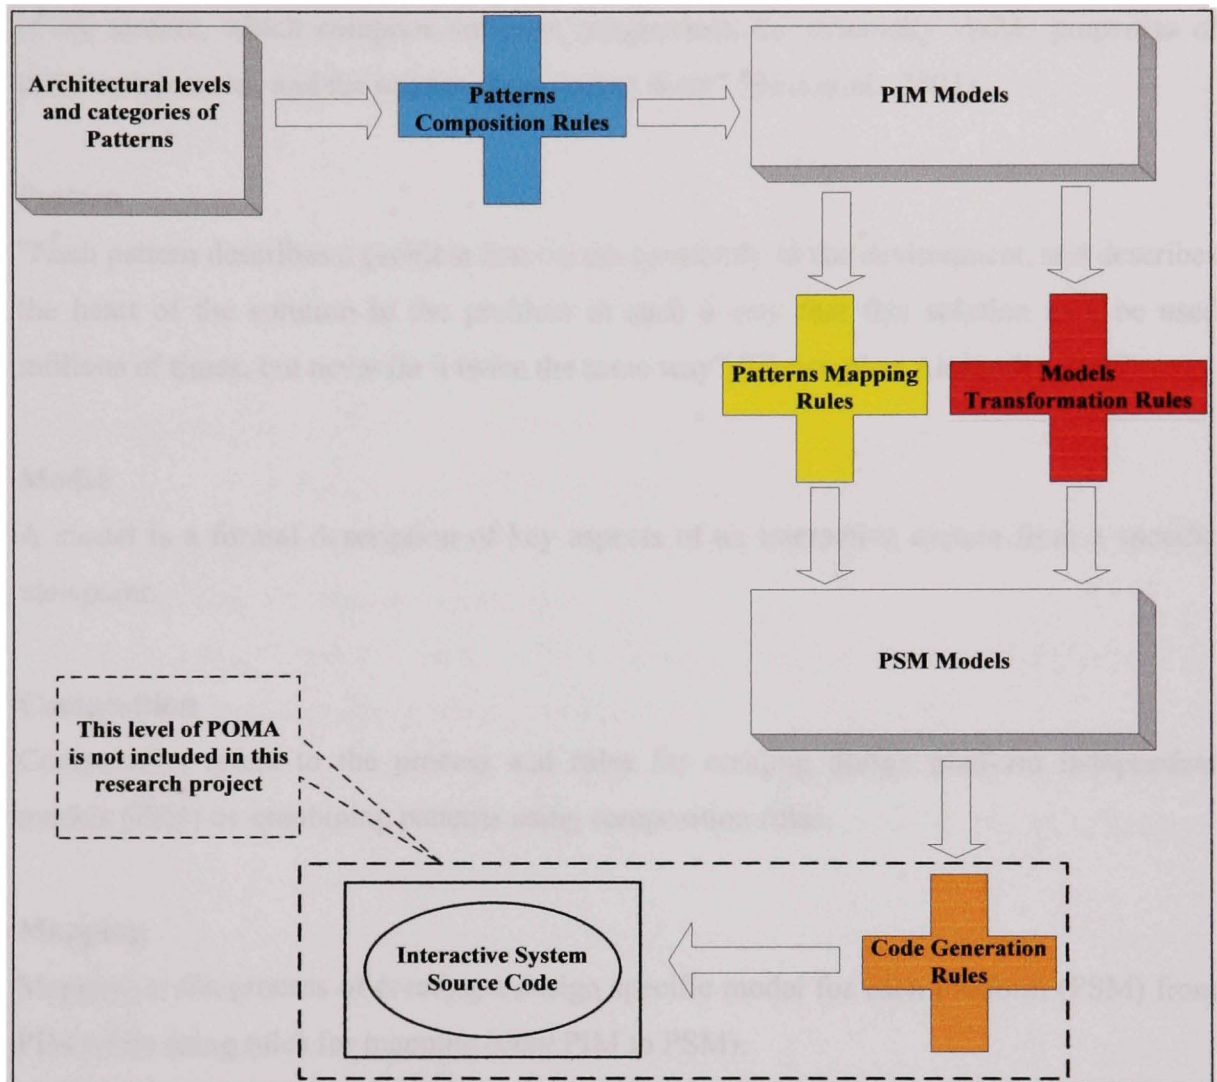 Architectural levels
and categories of
Patterns
Patterns
Composition Rules
PIM Models
Patterns Mapping
Rules
Models
Transformation Rules
PSM Models
This level of POMA
is not included in this
research project
Interactive System
Source Code
Code Generation
Rules